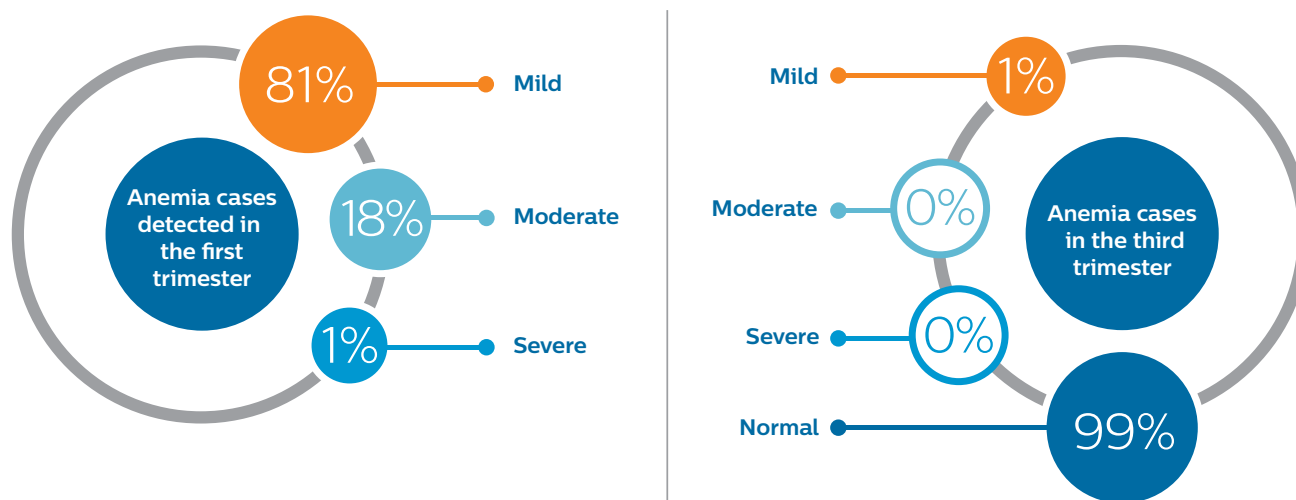 81%
Mild
Anemia cases
detected in
the first
trimester
18%
Moderate
1%
Severe
Mild
1%
Moderate
0%
Anemia cases
in the third
trimester
Severe
0%
Normal
99%